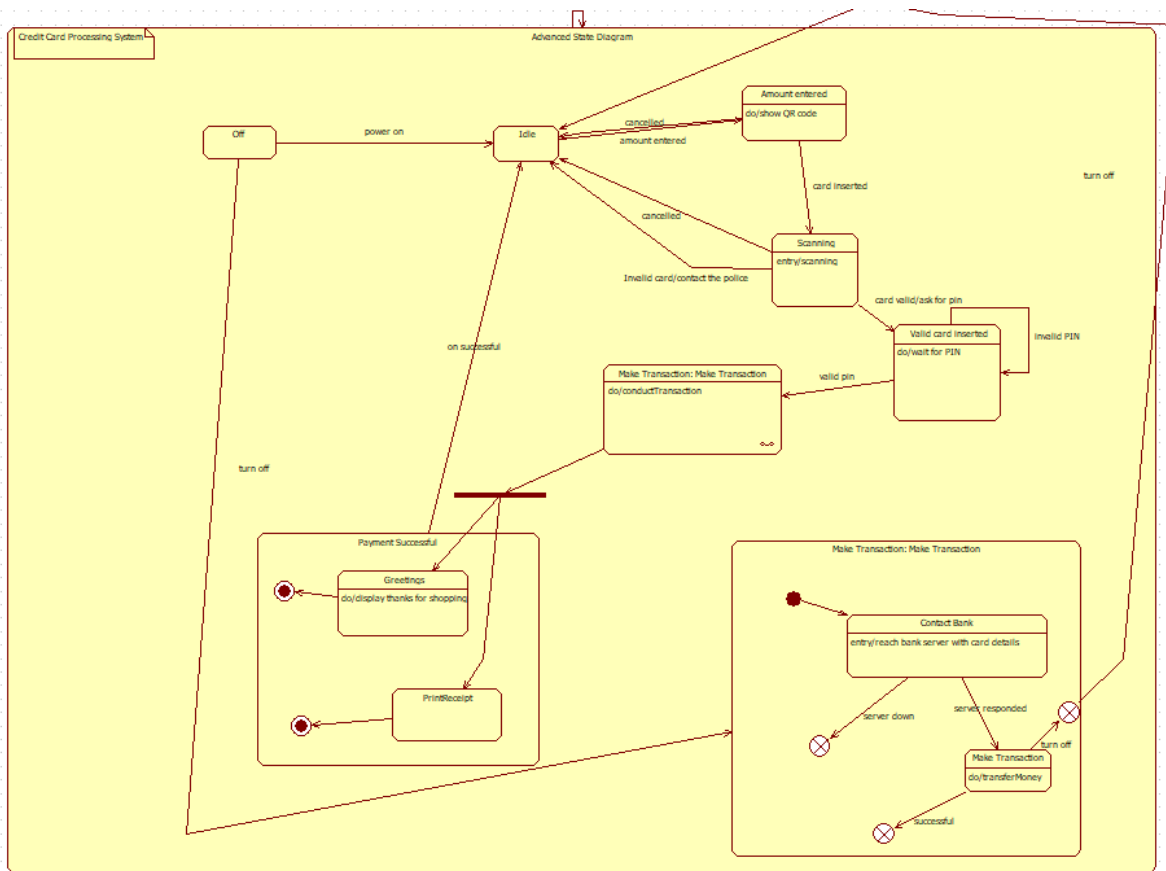 Credit Card Processing System
Advanced State Diagram
Amount entered
do/show QR code
Off
power on
Idle
cancelled
amount entered
turn off
card inserted
cancelled
Scanning
entry/scanning
Invalid card/contact the police
card valid/ask for pin
Valid card inserted
do/wait for PIN
invalid PIN
on successful
Make Transaction: Make Transaction
do/conductTransaction
valid pin
turn off
Payment Successful
Greetings
do/display thanks for shopping
PrintReceipt
Make Transaction: Make Transaction
Contact Bank
entry/reach bank server with card details
server down
server responded
turn off
Make Transaction
do/transferMoney
successful